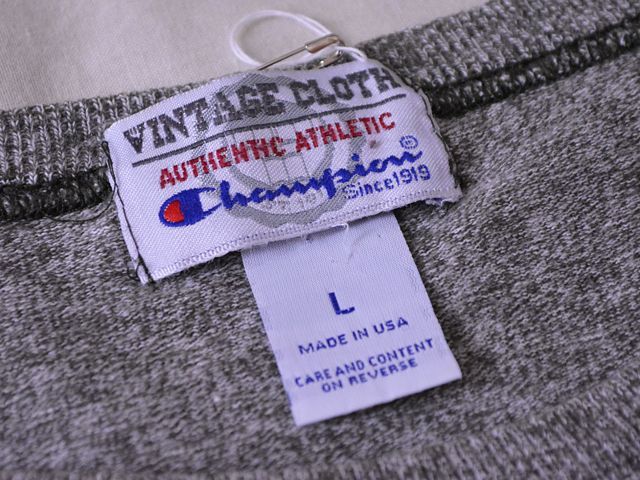 VINTAGE CLOTH
AUTHENTIC ATHLETIC
Champion®
Since 1919
L
MADE IN USA
CARE AND CONTENT
ON REVERSE